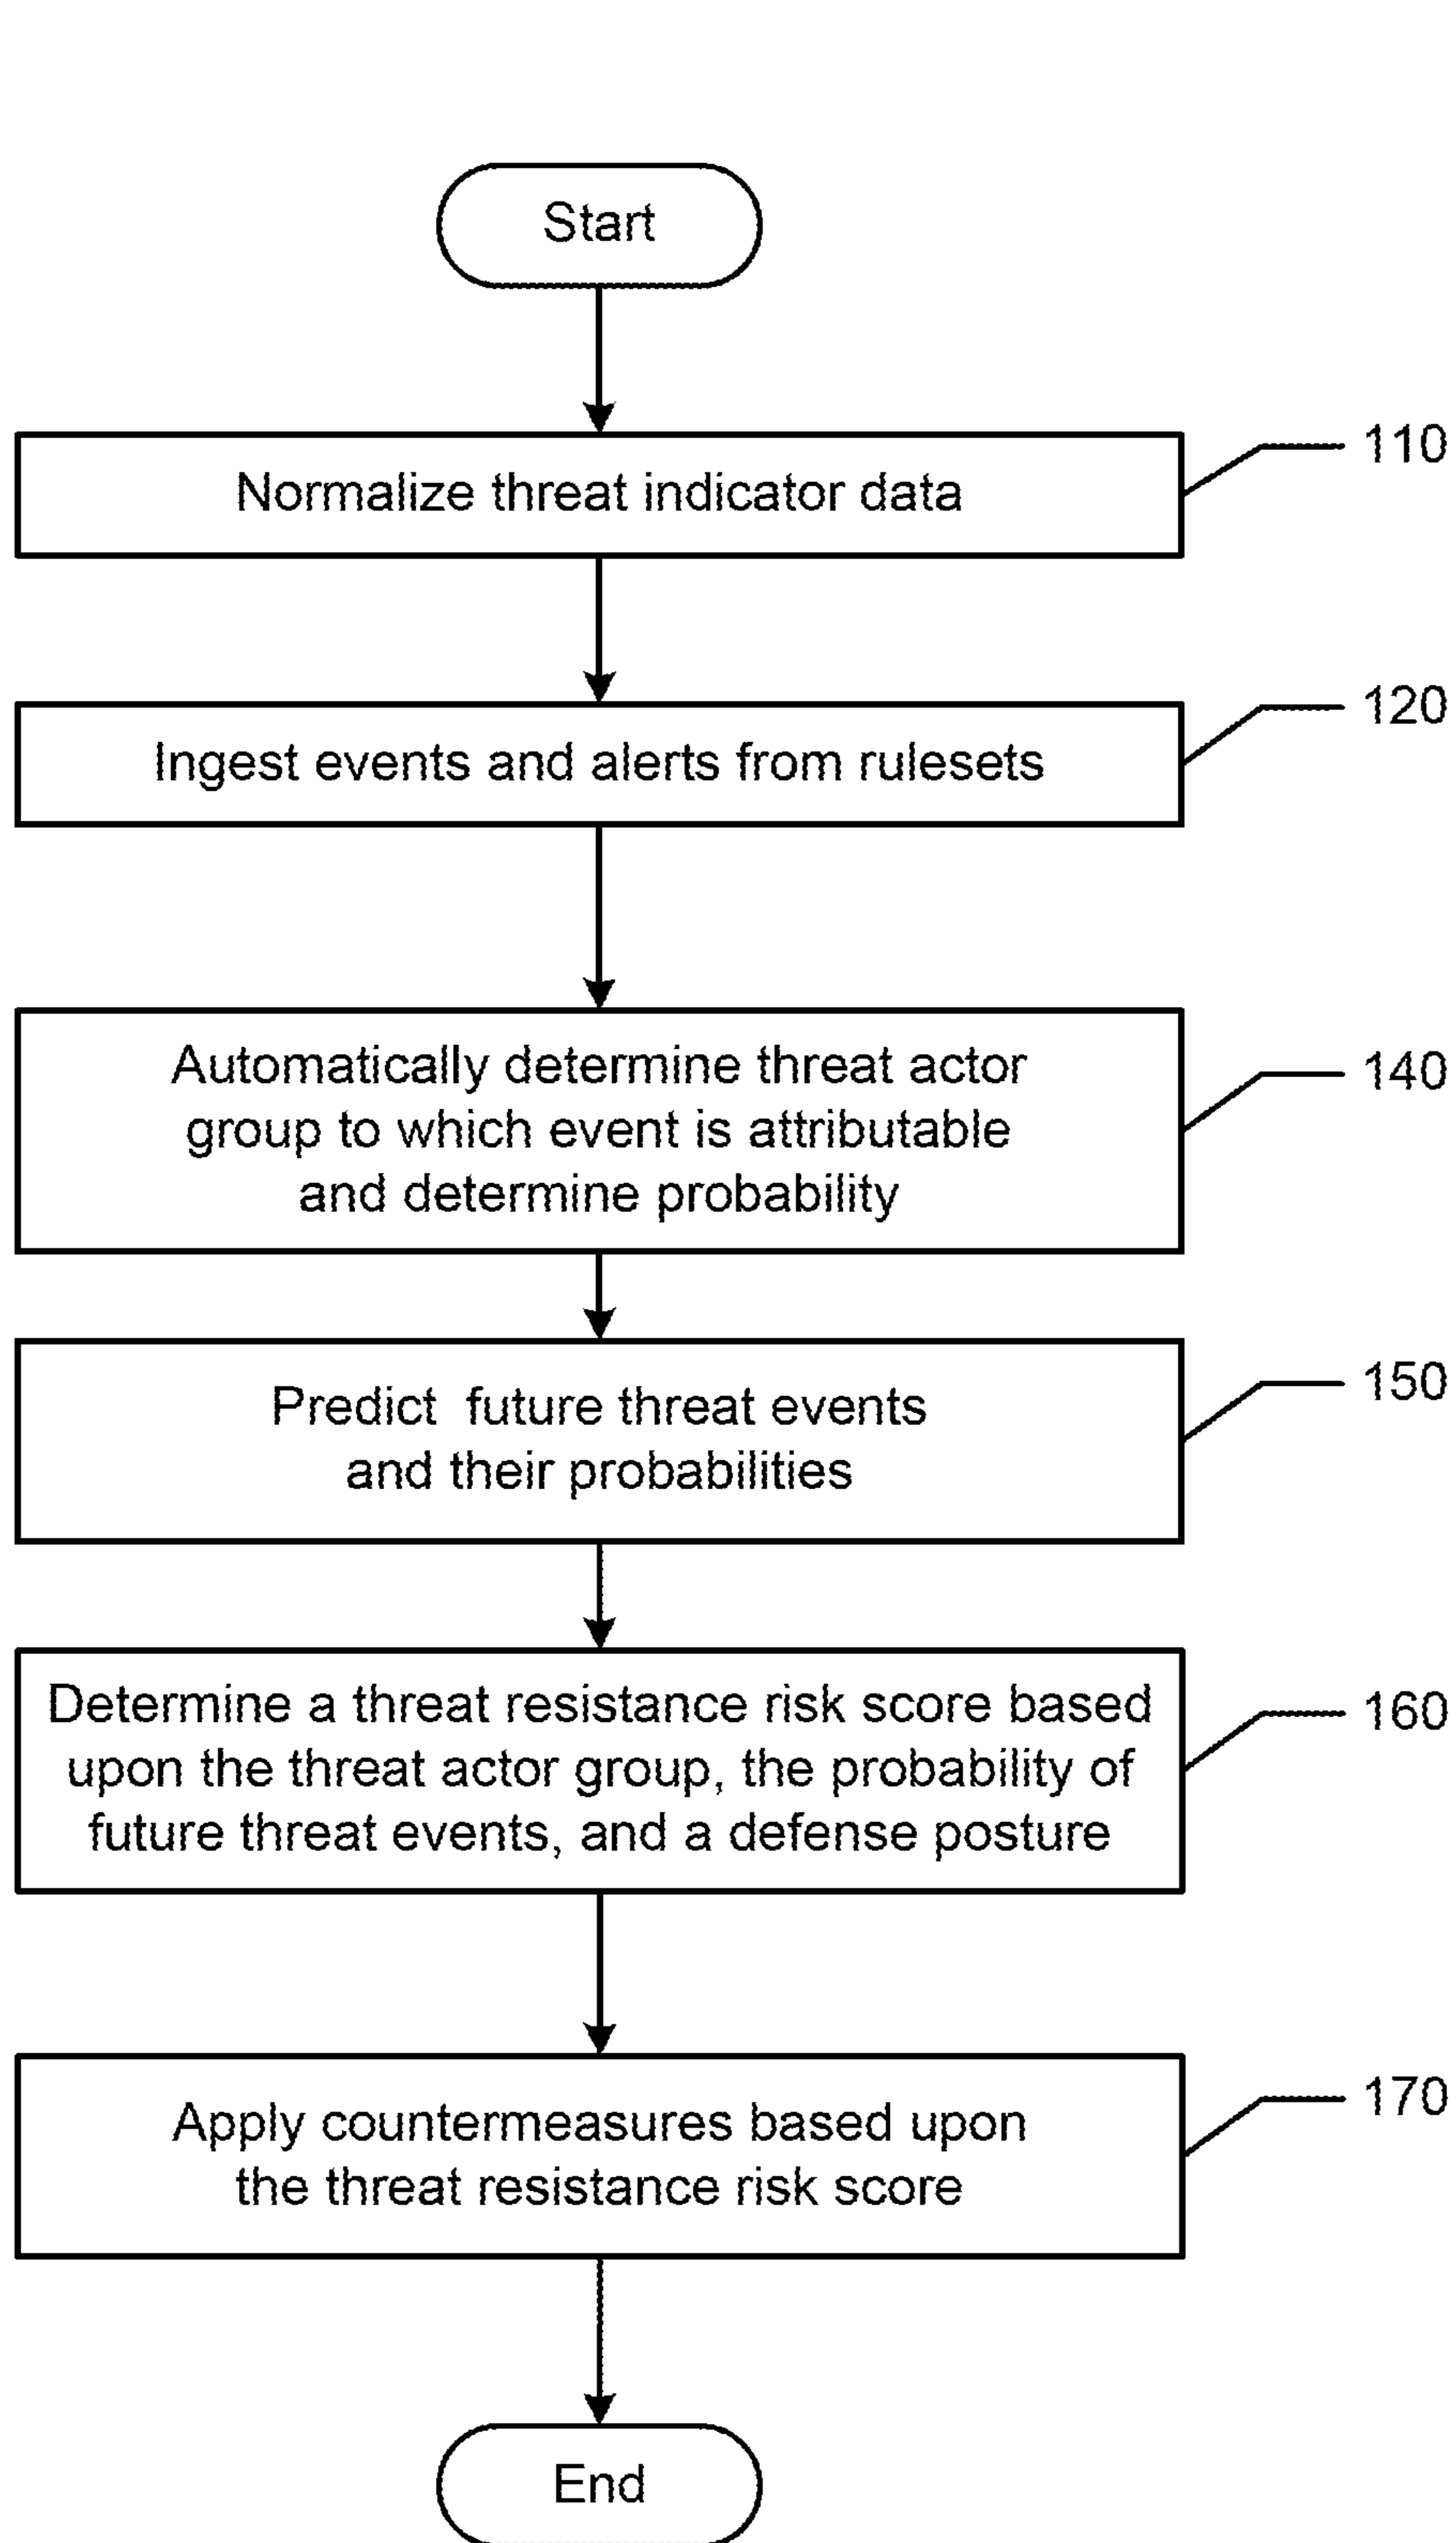 Start
Normalize threat indicator data
110
Ingest events and alerts from rulesets
120
Automatically determine threat actor
group to which event is attributable
and determine probability
140
Predict future threat events
and their probabilities
150
Determine a threat resistance risk score based
upon the threat actor group, the probability of
future threat events, and a defense posture
160
Apply countermeasures based upon
the threat resistance risk score
170
End